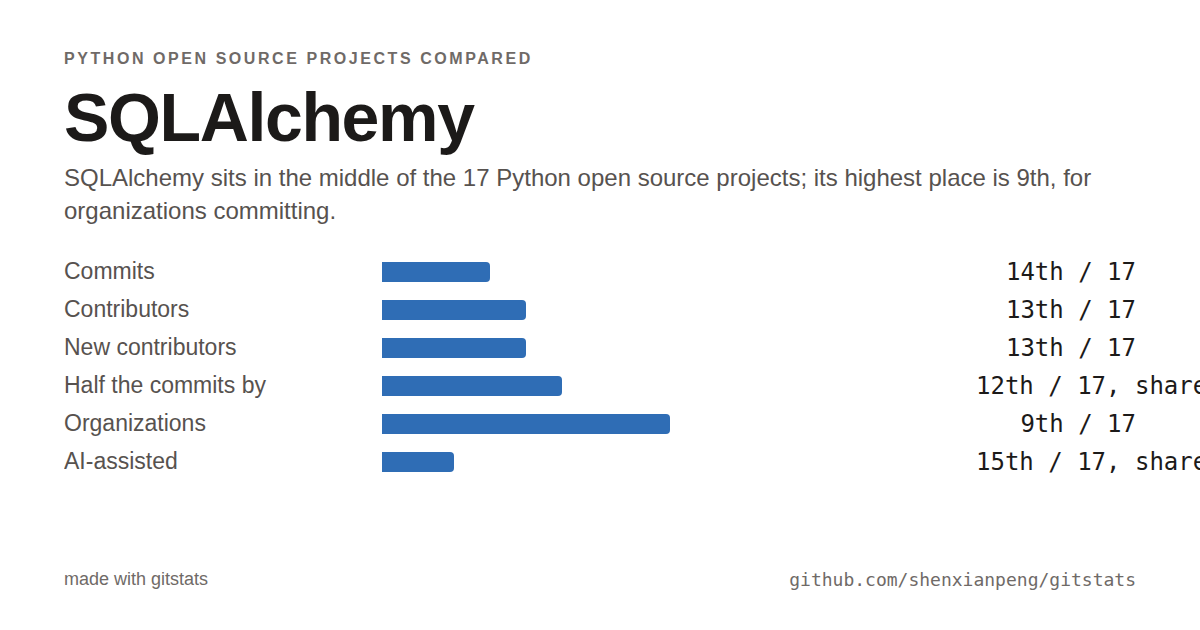 PYTHON OPEN SOURCE PROJECTS COMPARED
SQLAlchemy
SQLAlchemy sits in the middle of the 17 Python open source projects; its highest place is 9th, for
organizations committing.
Commits 14th / 17
Contributors 13th / 17
New contributors 13th / 17
Half the commits by 12th / 17, share
Organizations 9th / 17
AI-assisted 15th / 17, share
made with gitstats github.com/shenxianpeng/gitstats